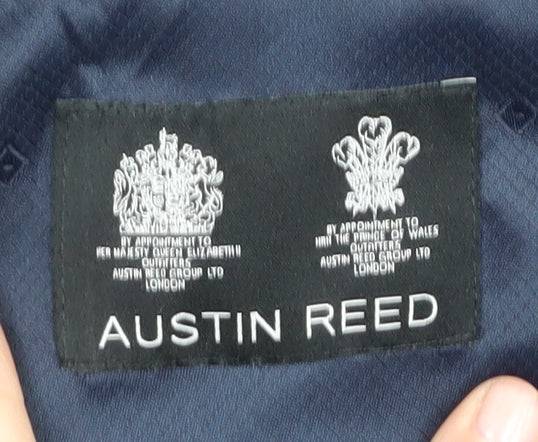 BY APPOINTMENT TO
HER MAJESTY QUEEN ELIZABETH II
OUTFITTERS
AUSTIN REED GROUP LTD
LONDON
BY APPOINTMENT TO
HRH THE PRINCE OF WALES
OUTFITTERS
AUSTIN REED GROUP LTD
LONDON
AUSTIN REED